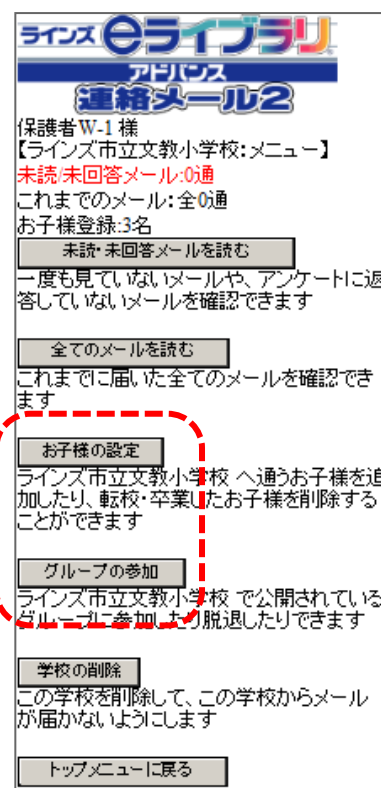 ラインズ eライブラリ
アドバンス
連絡メール2
保護者W-1 様
【ラインズ市立文教小学校:メニュー】
未読/未回答メール:0通
これまでのメール:全0通
お子様登録:3名
未読・未回答メールを読む
一度も見ていないメールや、アンケートに返
答していないメールを確認できます
全てのメールを読む
これまでに届いた全てのメールを確認でき
ます
お子様の設定
ラインズ市立文教小学校 へ通うお子様を追
加したり、転校・卒業したお子様を削除する
ことができます
グループの参加
ラインズ市立文教小学校 で公開されている
グループに参加したり脱退したりできます
学校の削除
この学校を削除して、この学校からメール
が届かないようにします
トップメニューに戻る